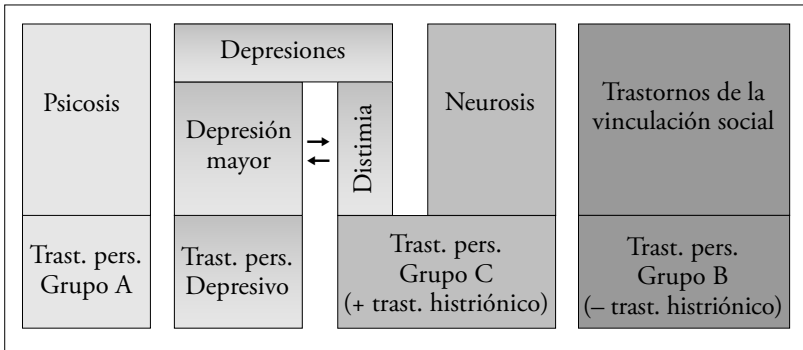 Psicosis
Depresiones
Depresión
mayor
Distimia
Neurosis
Trastornos de la
vinculación social
Trast. pers.
Grupo A
Trast. pers.
Depresivo
Trast. pers.
Grupo C
(+ trast. histriónico)
Trast. pers.
Grupo B
(– trast. histriónico)